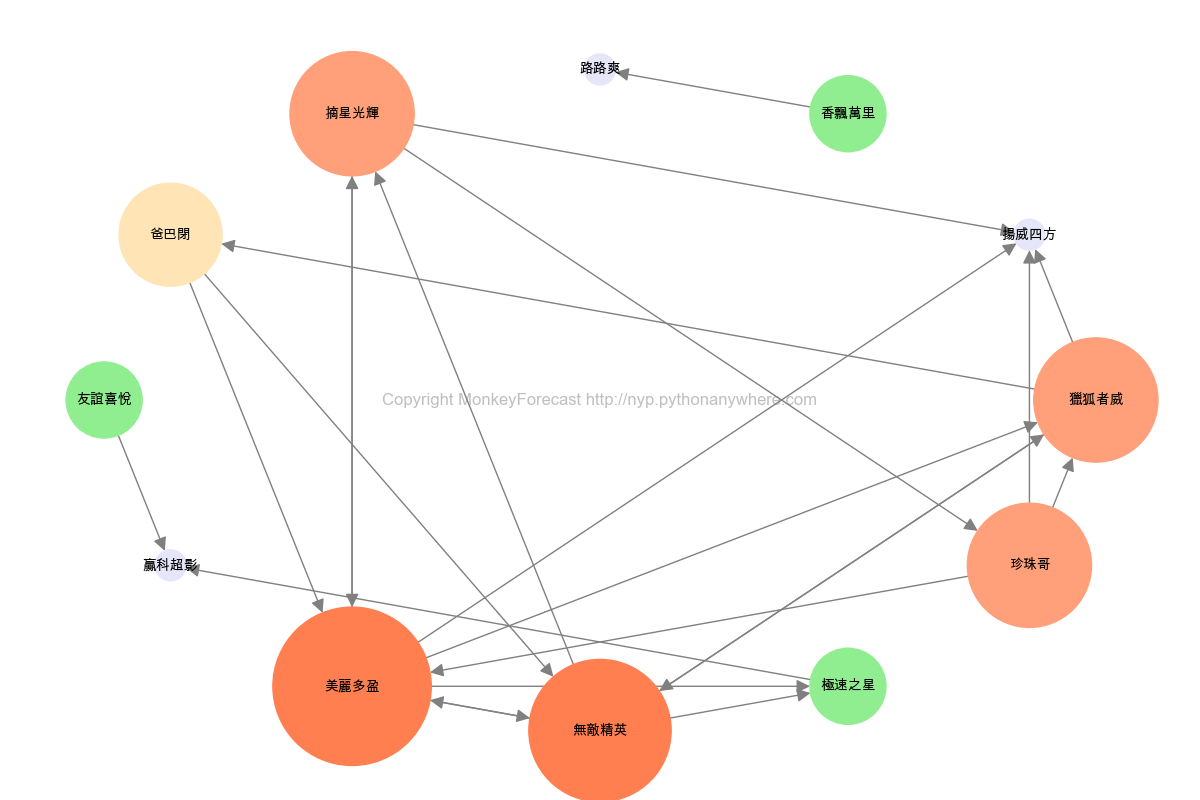 路路爽
摘星光輝
香飄萬里
爸巴閉
揚威四方
友誼喜悅
Copyright MonkeyForecast http://nyp.pythonanywhere.com
獵狐者威
贏科超影
珍珠哥
美麗多盈
極速之星
無敵精英